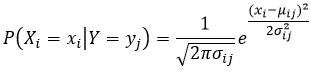 P(X_i = x_i|Y = y_j) = \frac{1}{\sqrt{2\pi\sigma_{ij}}} e^{\frac{(x_i - \mu_{ij})^2}{2\sigma_{ij}^2}}